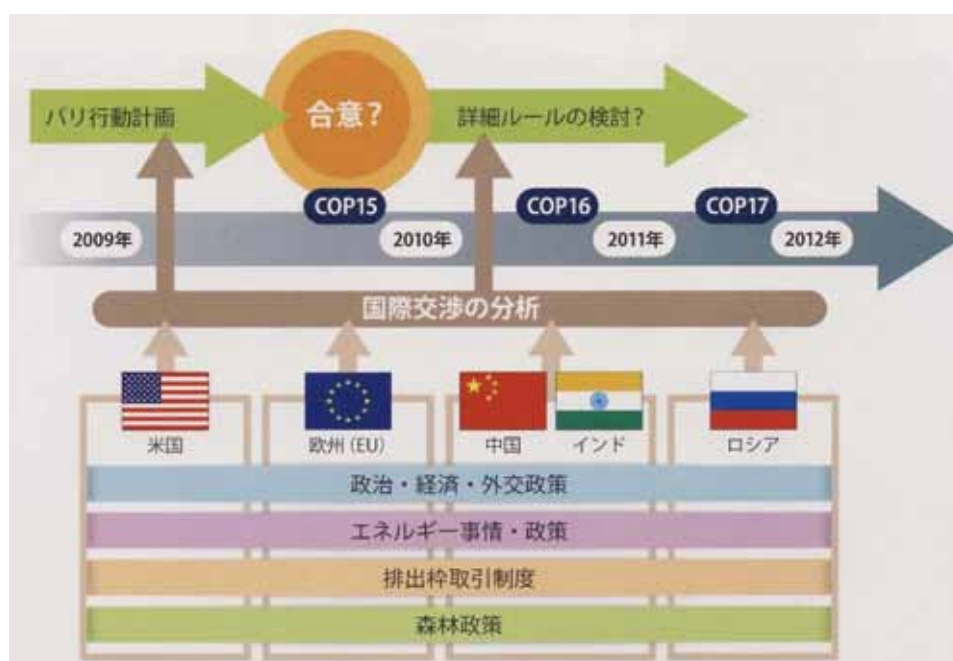 バリ行動計画
合意？
詳細ルールの検討？
COP15
COP16
COP17
2009年
2010年
2011年
2012年
国際交渉の分析
米国
欧州（EU）
中国
インド
ロシア
政治・経済・外交政策
エネルギー事情・政策
排出枠取引制度
森林政策